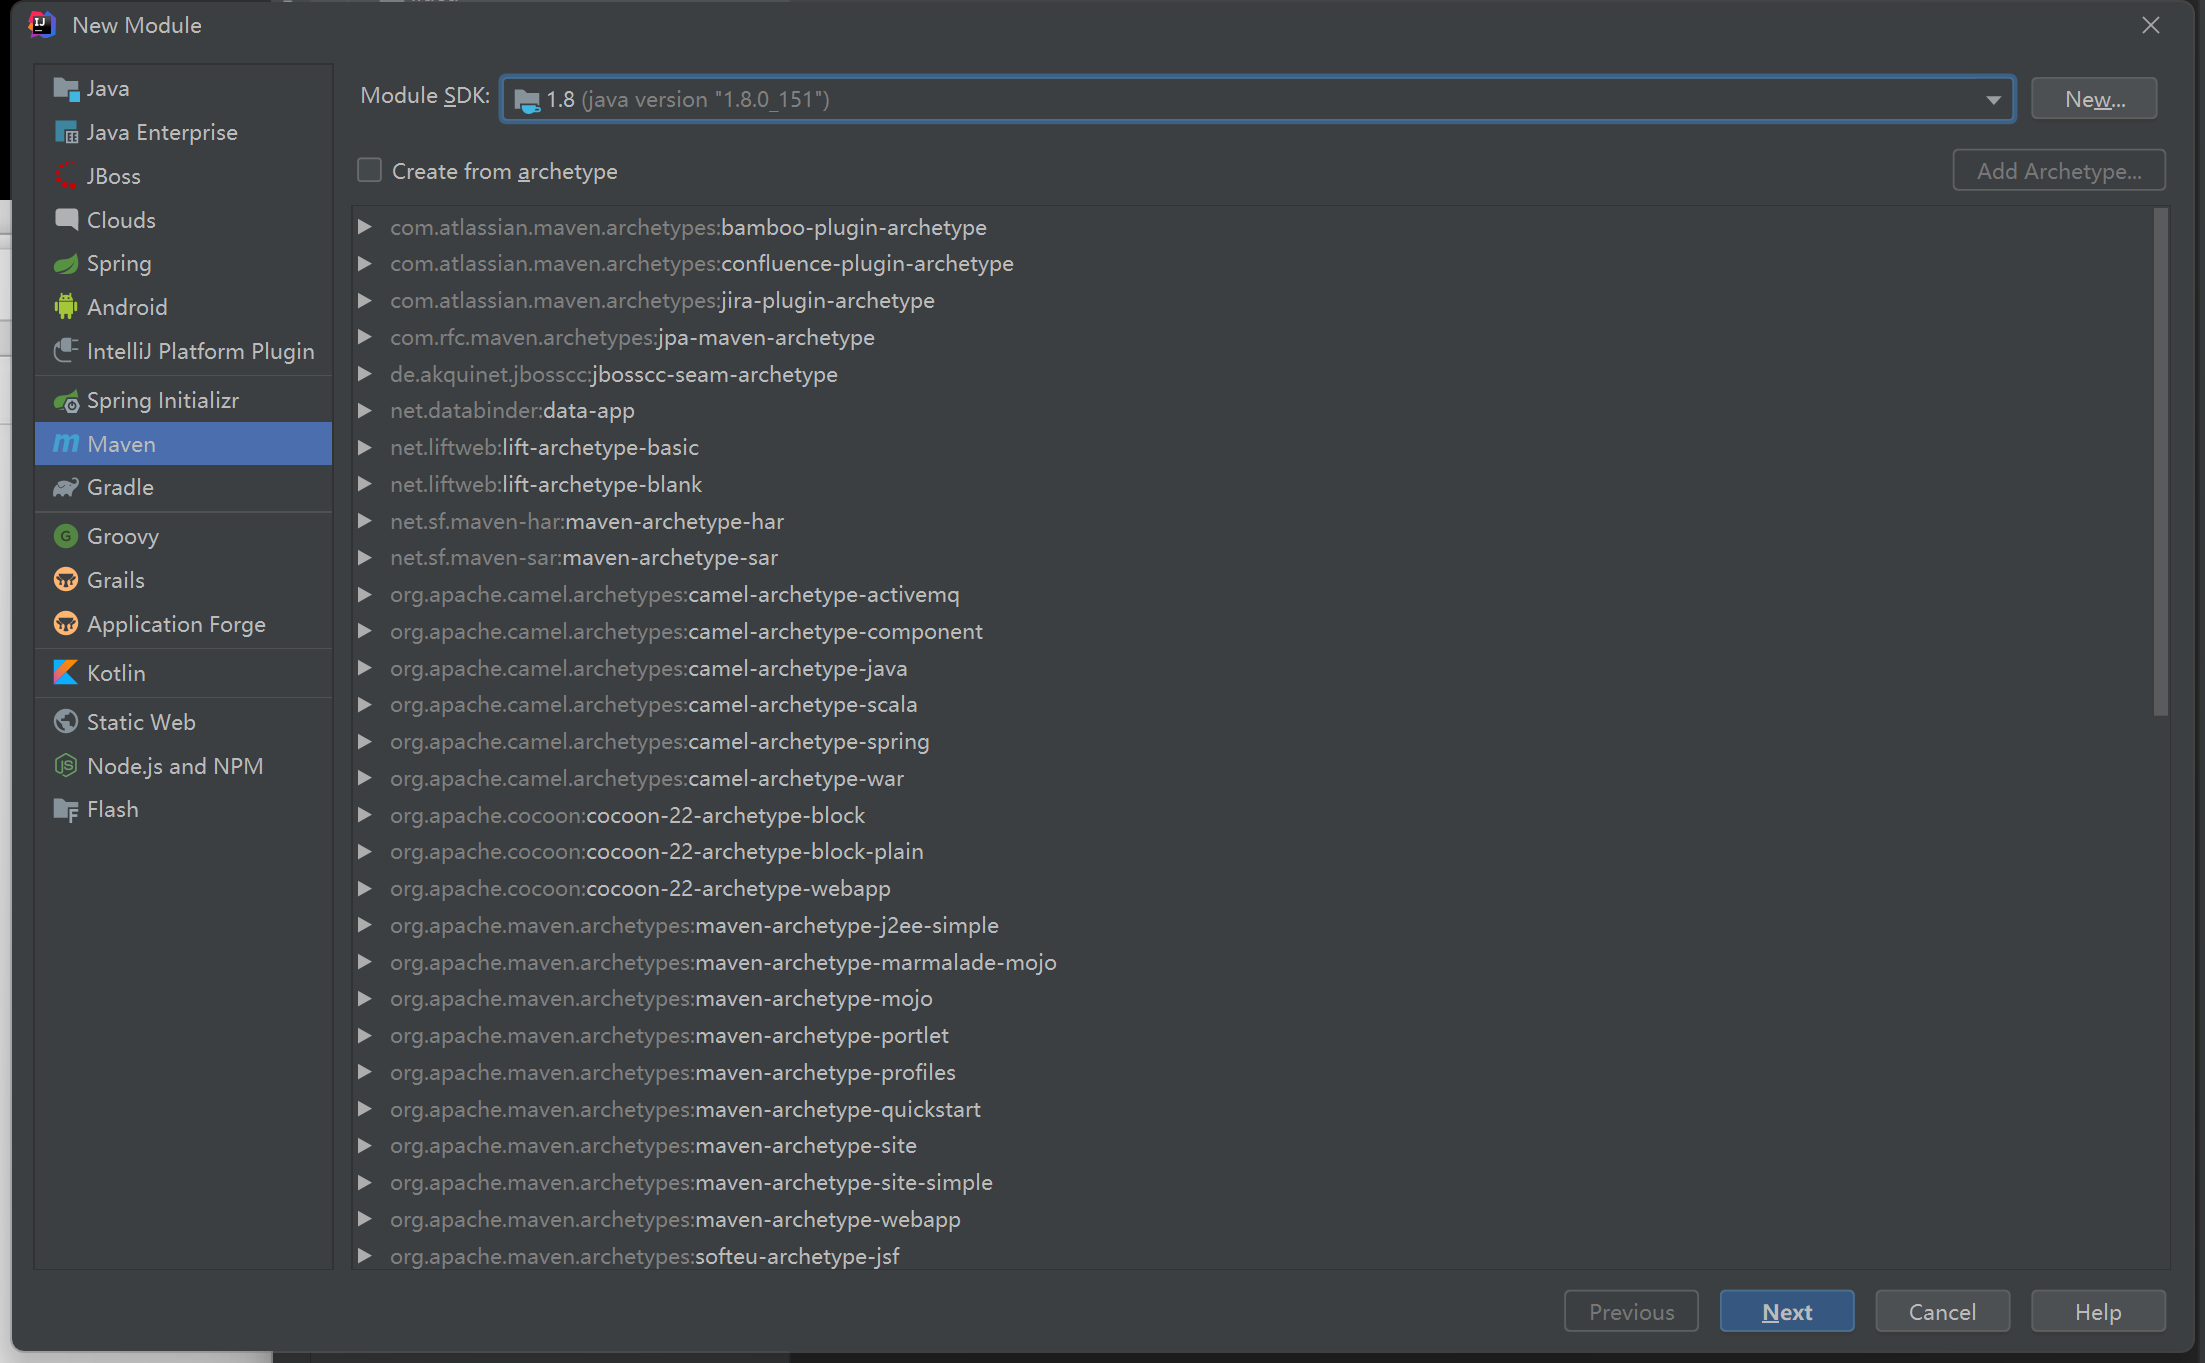 New Module
Java
Java Enterprise
JBoss
Clouds
Spring
Android
IntelliJ Platform Plugin
Spring Initializr
Maven
Gradle
Groovy
Grails
Application Forge
Kotlin
Static Web
Node.js and NPM
Flash
Module SDK: 1.8 (java version "1.8.0_151") New...
Create from archetype Add Archetype...
com.atlassian.maven.archetypes:bamboo-plugin-archetype
com.atlassian.maven.archetypes:confluence-plugin-archetype
com.atlassian.maven.archetypes:jira-plugin-archetype
com.rfc.maven.archetypes:jpa-maven-archetype
de.akquinet.jbosscc:jbosscc-seam-archetype
net.databinder:data-app
net.liftweb:lift-archetype-basic
net.liftweb:lift-archetype-blank
net.sf.maven-har:maven-archetype-har
net.sf.maven-sar:maven-archetype-sar
org.apache.camel.archetypes:camel-archetype-activemq
org.apache.camel.archetypes:camel-archetype-component
org.apache.camel.archetypes:camel-archetype-java
org.apache.camel.archetypes:camel-archetype-scala
org.apache.camel.archetypes:camel-archetype-spring
org.apache.camel.archetypes:camel-archetype-war
org.apache.cocoon:cocoon-22-archetype-block
org.apache.cocoon:cocoon-22-archetype-block-plain
org.apache.cocoon:cocoon-22-archetype-webapp
org.apache.maven.archetypes:maven-archetype-j2ee-simple
org.apache.maven.archetypes:maven-archetype-marmalade-mojo
org.apache.maven.archetypes:maven-archetype-mojo
org.apache.maven.archetypes:maven-archetype-portlet
org.apache.maven.archetypes:maven-archetype-profiles
org.apache.maven.archetypes:maven-archetype-quickstart
org.apache.maven.archetypes:maven-archetype-site
org.apache.maven.archetypes:maven-archetype-site-simple
org.apache.maven.archetypes:maven-archetype-webapp
org.apache.maven.archetypes:softeu-archetype-jsf
Previous Next Cancel Help